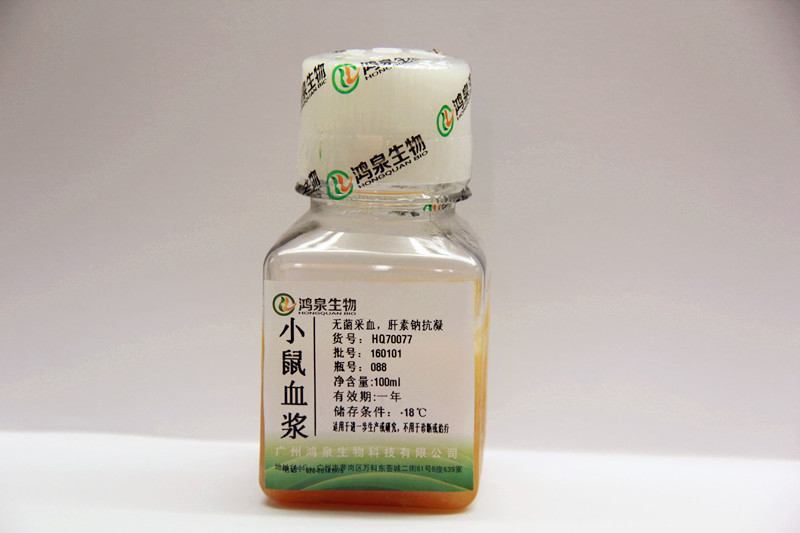 鸿泉生物
HONGQUAN BIO
鸿泉生物
HONGQUAN BIO
鸿泉生物
HONGQUAN BIO
小鼠血浆
无菌采血，肝素钠抗凝
货号：HQ70077
批号：160101
瓶号：088
净含量:100ml
有效期:一年
储存条件：-18℃
适用于进一步生产或研究，不用于诊断或治疗
广州鸿泉生物科技有限公司